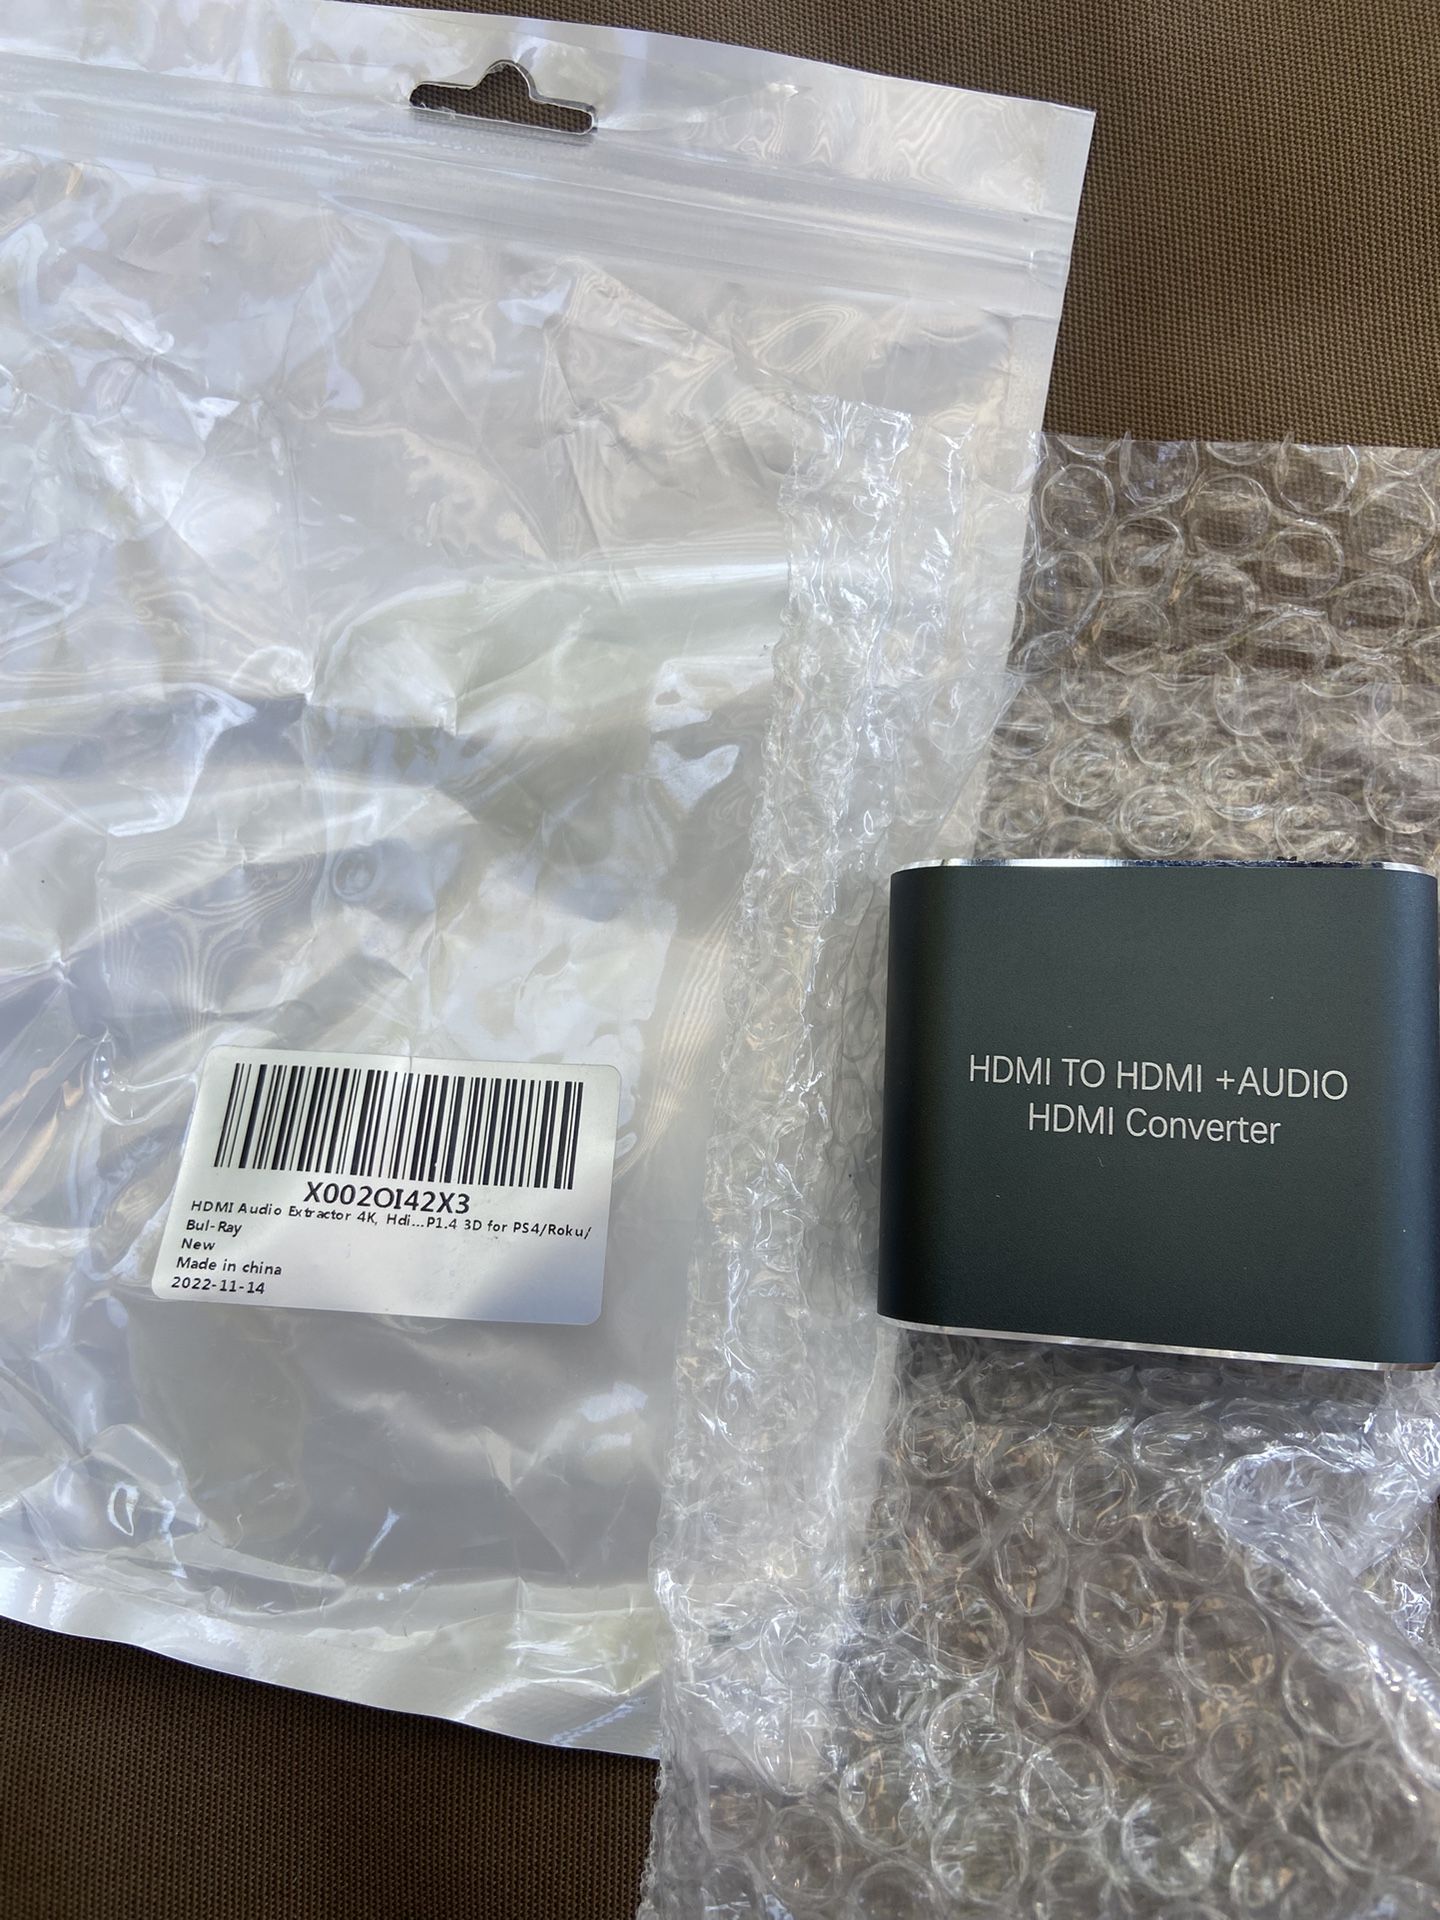 X002OI42X3
HDMI Audio Extractor 4K, Hdi...P1.4 3D for PS4/Roku/
Bul-Ray
New
Made in china
2022-11-14
HDMI TO HDMI +AUDIO
HDMI Converter